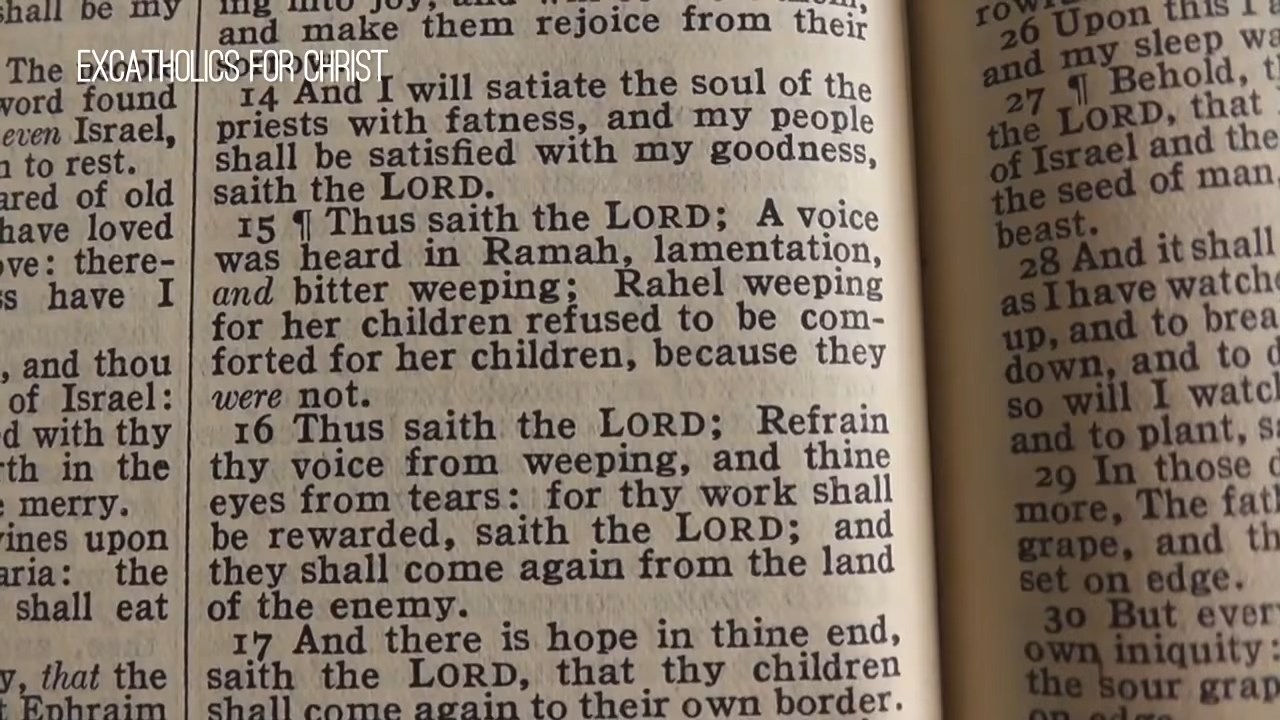 EXCATHOLICS FOR CHRIST
shall be my
The
word found
even Israel,
to rest.
of old
have loved
there-
have I
, and thou
of Israel:
with thy
in the
merry.
upon
the
shall eat
that the
Ephraim
and make them rejoice from their
14 And I will satiate the soul of the
priests with fatness, and my people
shall be satisfied with my goodness,
saith the LORD.
15 ¶ Thus saith the LORD; A voice
was heard in Ramah, lamentation,
and bitter weeping; Rahel weeping
for her children refused to be com-
forted for her children, because they
were not.
16 Thus saith the LORD; Refrain
thy voice from weeping, and thine
eyes from tears: for thy work shall
be rewarded, saith the LORD; and
they shall come again from the land
of the enemy.
17 And there is hope in thine end,
saith the LORD, that thy children
shall come again to their own border.
26 Upon this I
and my sleep
27 ¶ Behold,
the LORD, that
of Israel and the
the seed of man,
beast.
28 And it shall
as I have
up, and to
down, and to
so will I
and to plant,
29 In those
more, The
grape, and
set on edge.
30 But
own iniquity:
the sour
on edge.